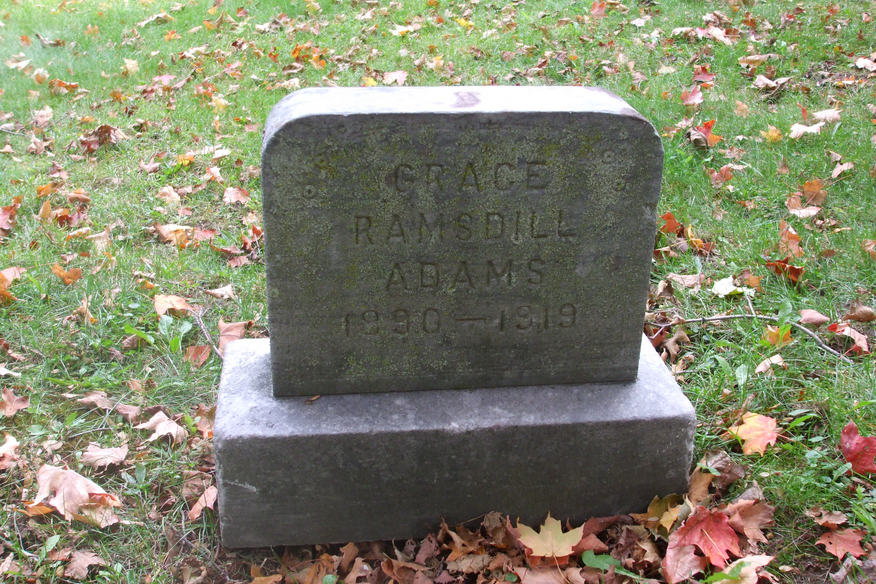 GRACE
RAMSDILL
ADAMS
1890 — 1919